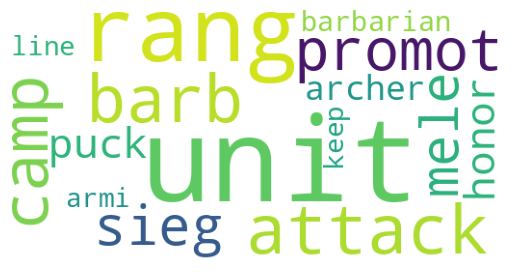 rang
barbarian
line
promot
camp
barb
archer
mele
honor
puck
keep
unit
armi
sieg
attack